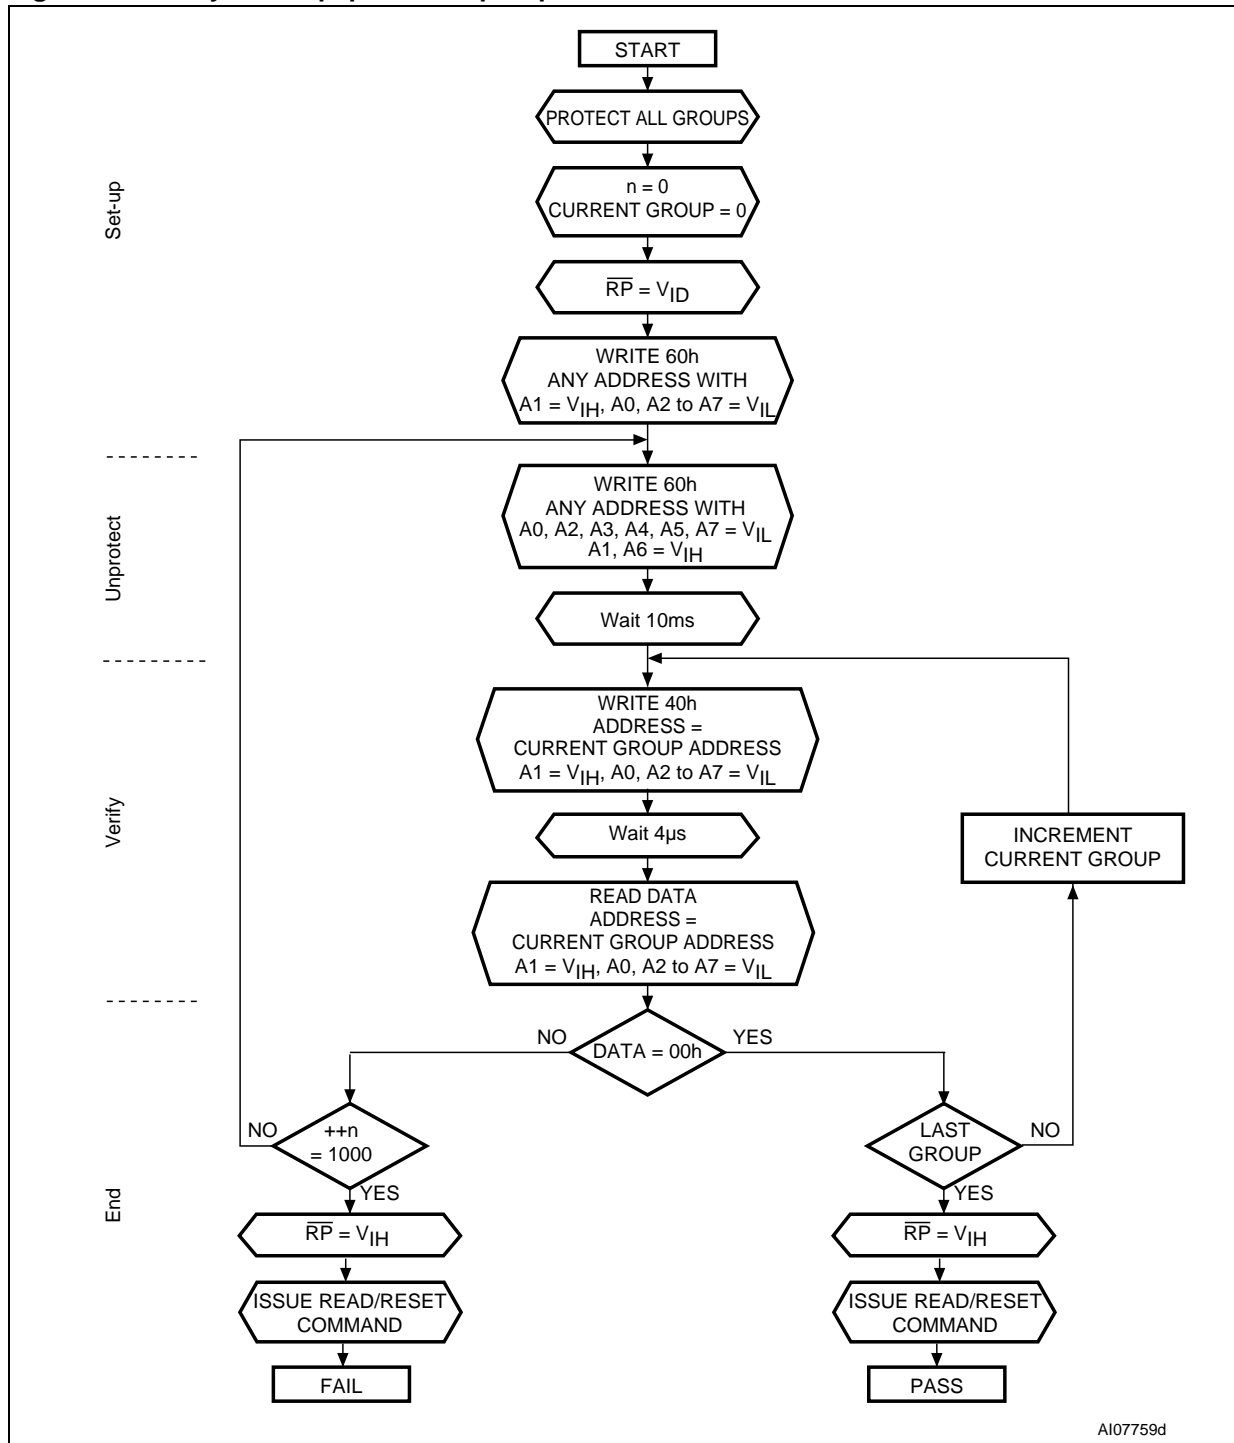 START
PROTECT ALL GROUPS
n = 0
CURRENT GROUP = 0
Set-up
RP = VID
WRITE 60h
ANY ADDRESS WITH
A1 = VIH, A0, A2 to A7 = VIL
Unprotect
WRITE 60h
ANY ADDRESS WITH
A0, A2, A3, A4, A5, A7 = VIL
A1, A6 = VIH
Wait 10ms
Verify
WRITE 40h
ADDRESS =
CURRENT GROUP ADDRESS
A1 = VIH, A0, A2 to A7 = VIL
Wait 4µs
INCREMENT
CURRENT GROUP
READ DATA
ADDRESS =
CURRENT GROUP ADDRESS
A1 = VIH, A0, A2 to A7 = VIL
End
NO
DATA = 00h
YES
NO
++n
= 1000
YES
LAST
GROUP
NO
YES
RP = VIH
RP = VIH
ISSUE READ/RESET
COMMAND
ISSUE READ/RESET
COMMAND
FAIL
PASS
AI07759d